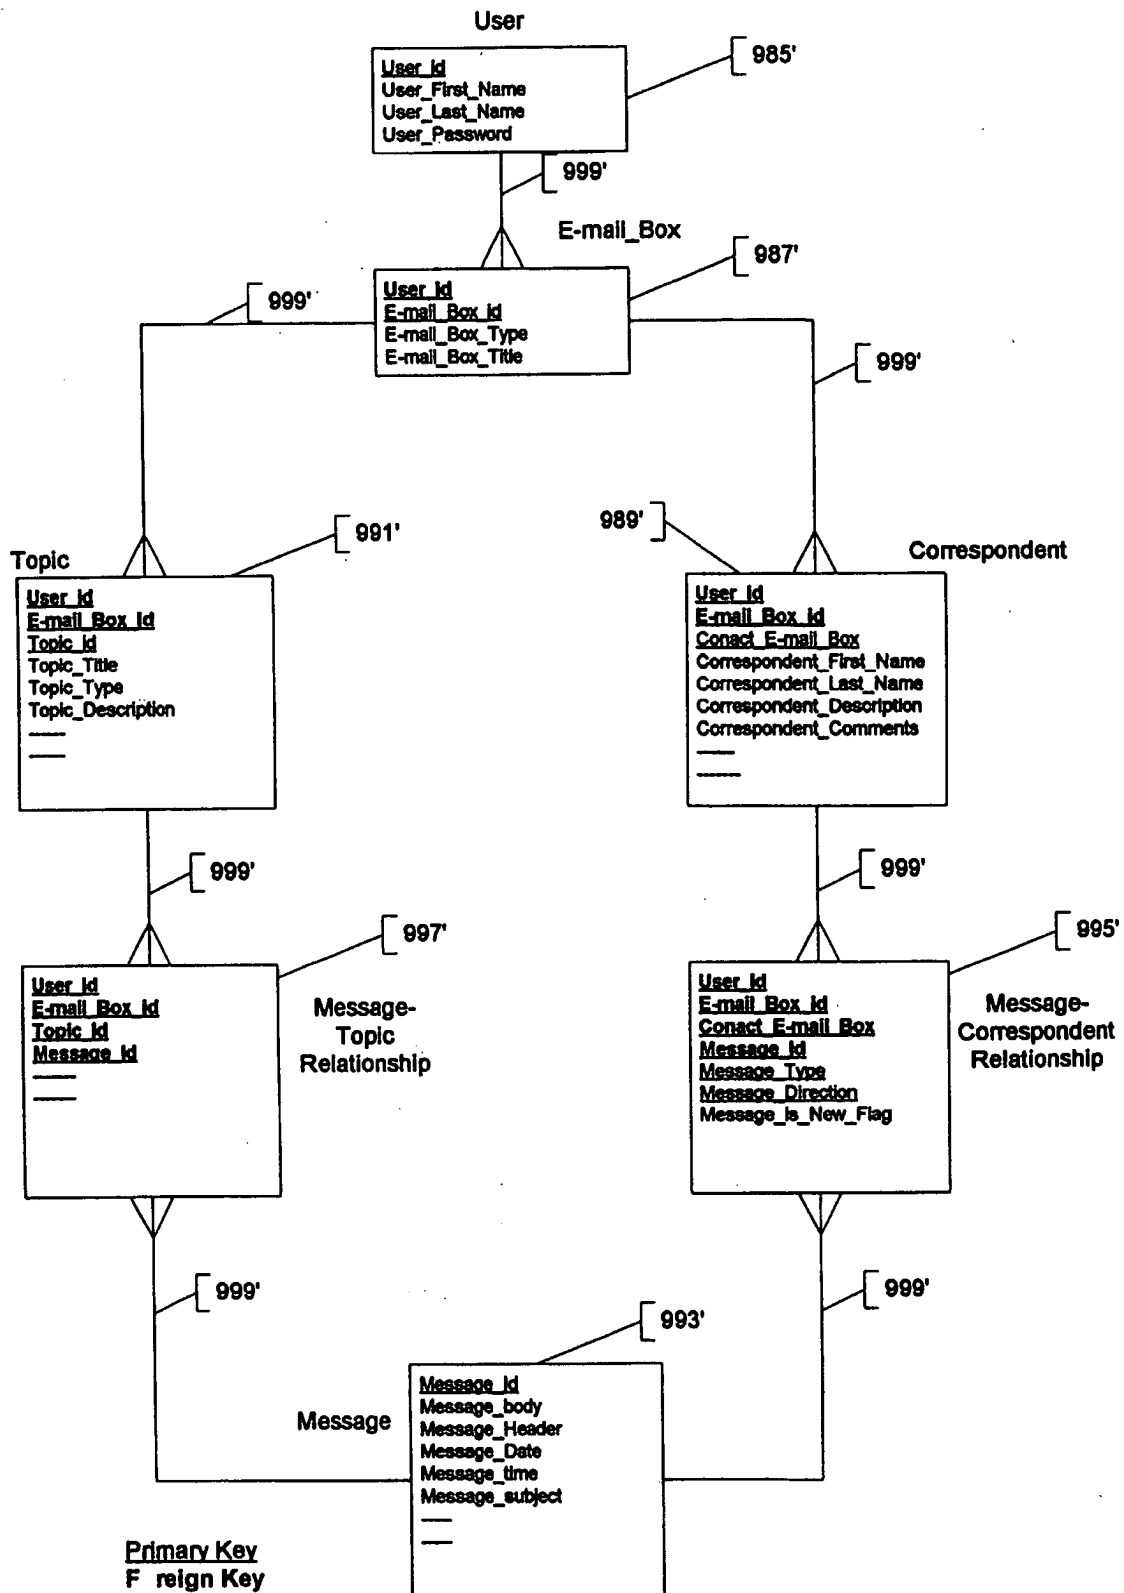 User
985'
User_id
User_First_Name
User_Last_Name
User_Password
999'
E-mail_Box
987'
User_id
E-mail_Box_id
E-mail_Box_Type
E-mail_Box_Title
999'
999'
991'
989'
Topic
Correspondent
User_id
E-mail_Box_id
Topic_id
Topic_Title
Topic_Type
Topic_Description
User_id
E-mail_Box_id
Conact_E-mail_Box
Correspondent_First_Name
Correspondent_Last_Name
Correspondent_Description
Correspondent_Comments
999'
999'
997'
995'
User_id
E-mail_Box_id
Topic_id
Message_id
Message-
Topic
Relationship
User_id
E-mail_Box_id
Conact_E-mail_Box
Message_id
Message_Type
Message_Direction
Message_Is_New_Flag
Message-
Correspondent
Relationship
999'
999'
993'
Message
Message_id
Message_body
Message_Header
Message_Date
Message_time
Message_subject
Primary Key
F reign Key